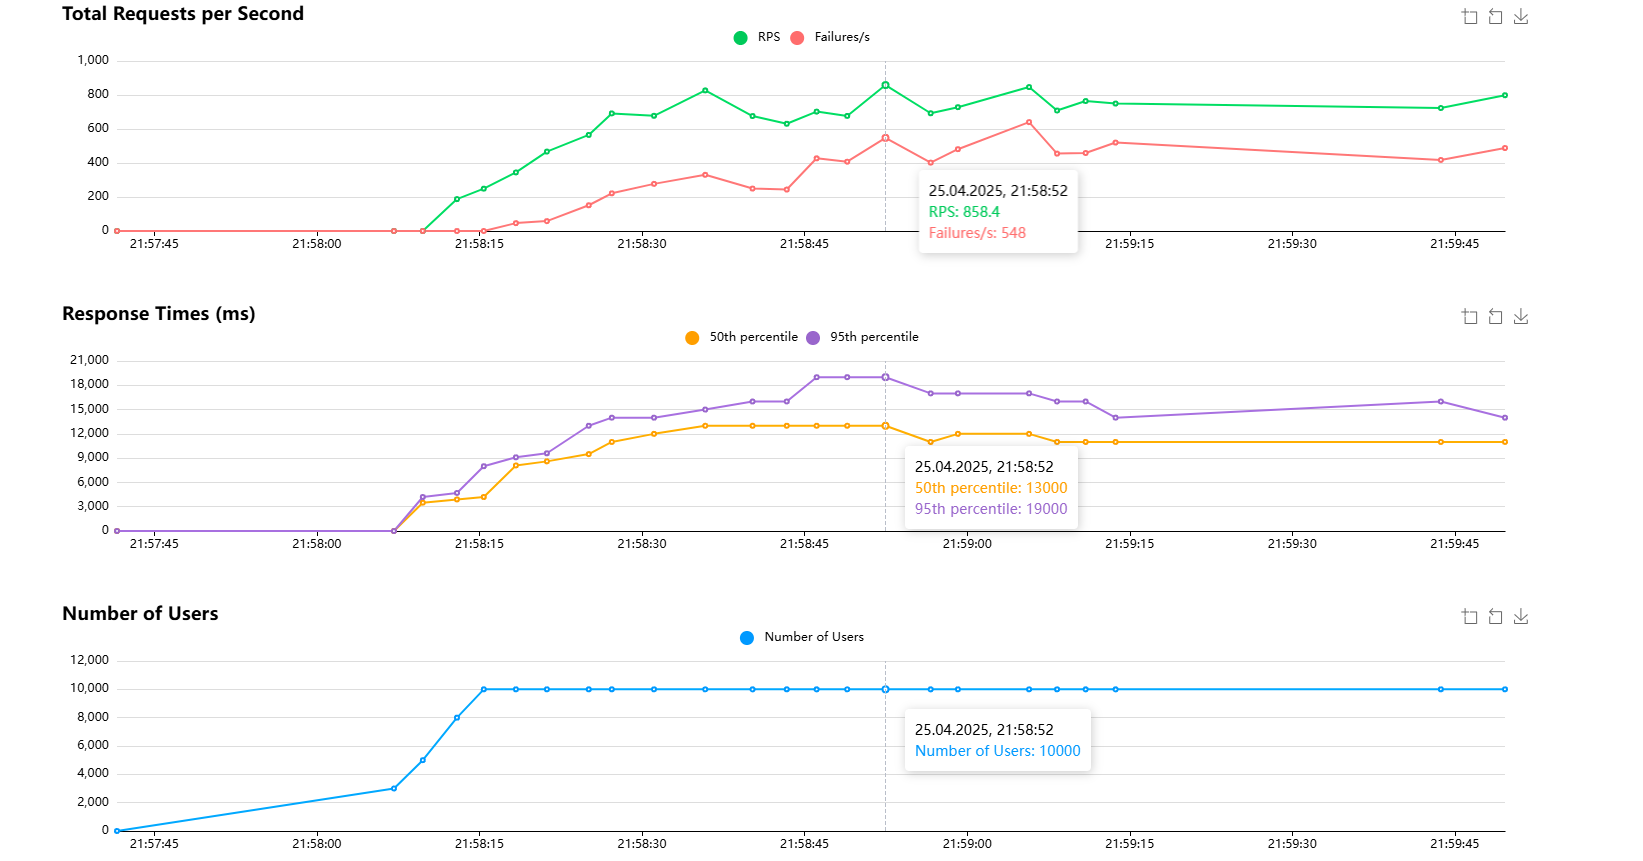 Total Requests per Second
RPS Failures/s
1,000
800
600
400
200
0
25.04.2025, 21:58:52
RPS: 858.4
Failures/s: 548
21:57:45 21:58:00 21:58:15 21:58:30 21:58:45 21:59:15 21:59:30 21:59:45
Response Times (ms)
50th percentile 95th percentile
21,000
18,000
15,000
12,000
9,000
6,000
3,000
0
25.04.2025, 21:58:52
50th percentile: 13000
95th percentile: 19000
21:57:45 21:58:00 21:58:15 21:58:30 21:58:45 21:59:00 21:59:15 21:59:30 21:59:45
Number of Users
Number of Users
12,000
10,000
8,000
6,000
4,000
2,000
0
25.04.2025, 21:58:52
Number of Users: 10000
21:57:45 21:58:00 21:58:15 21:58:30 21:58:45 21:59:00 21:59:15 21:59:30 21:59:45